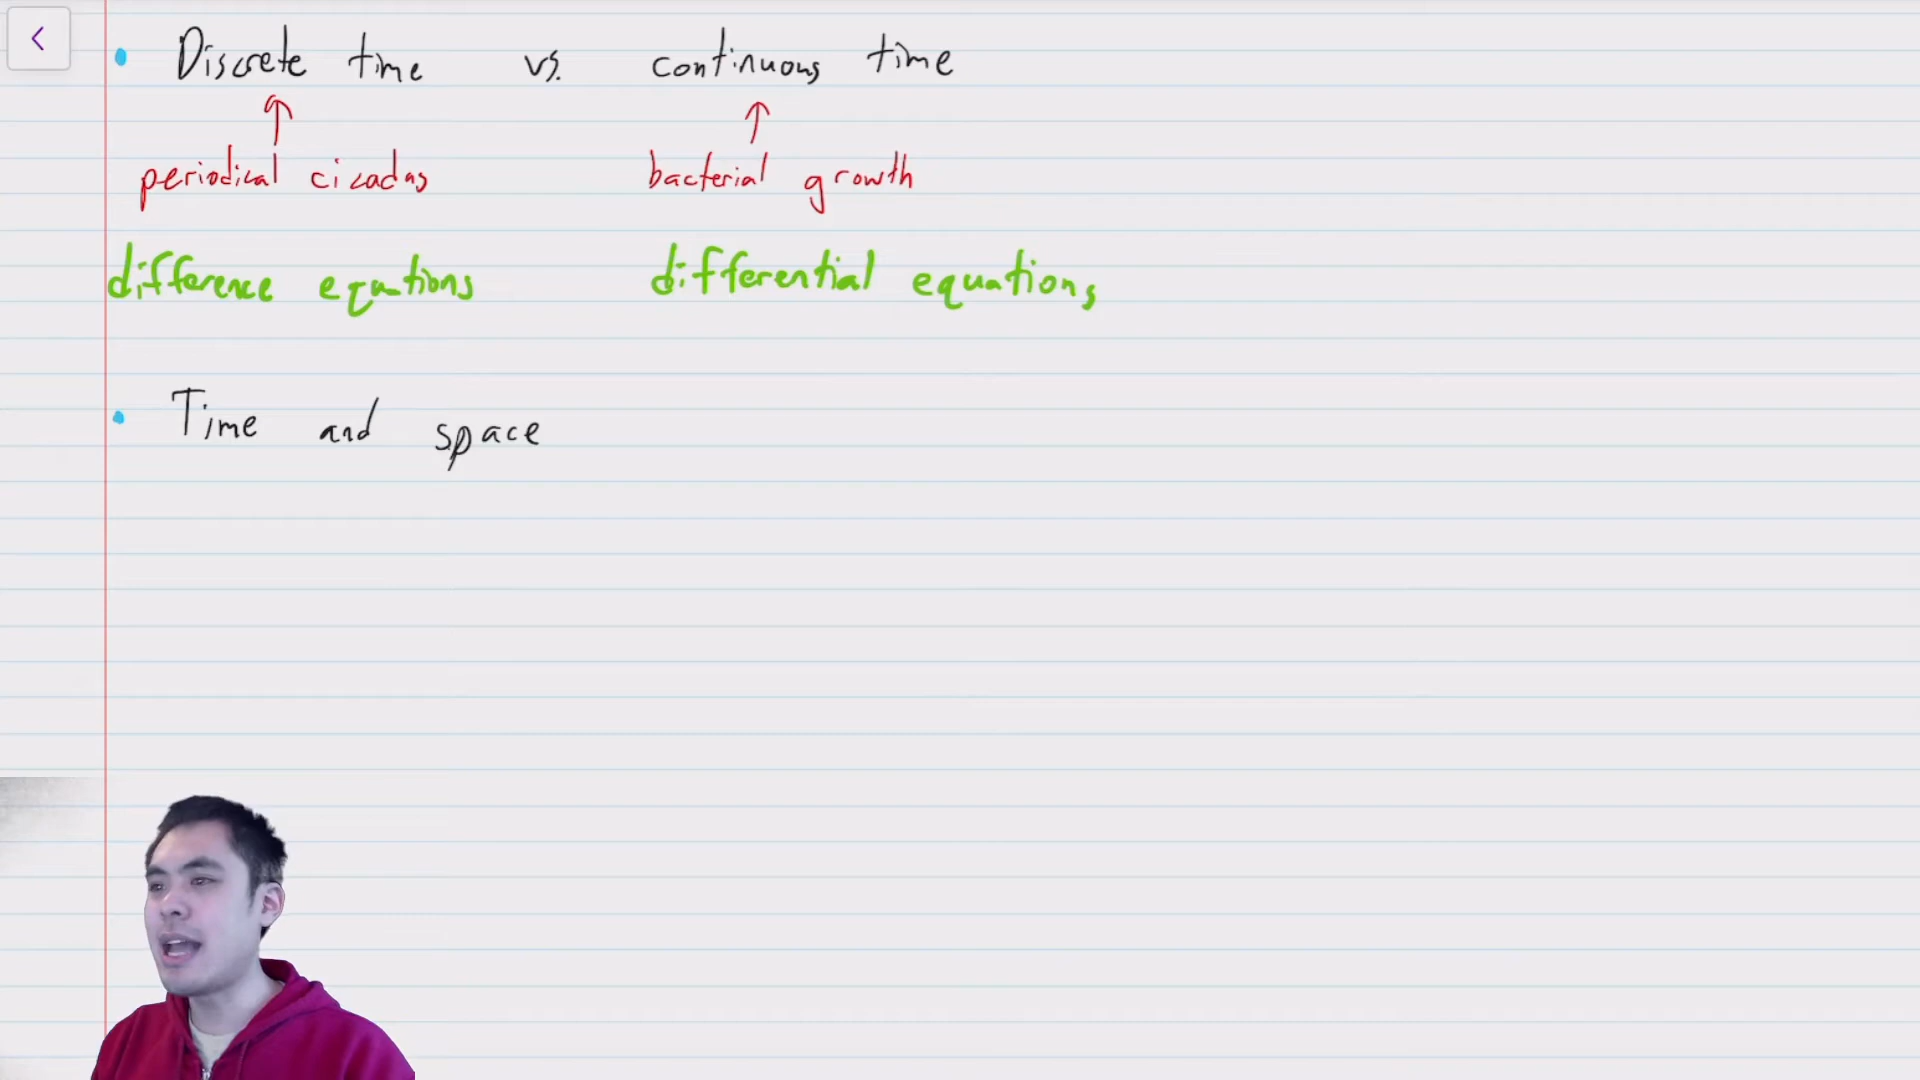 • Discrete time vs. continuous time
↑ ↑
periodical cicadas bacterial growth
difference equations differential equations
• Time and space